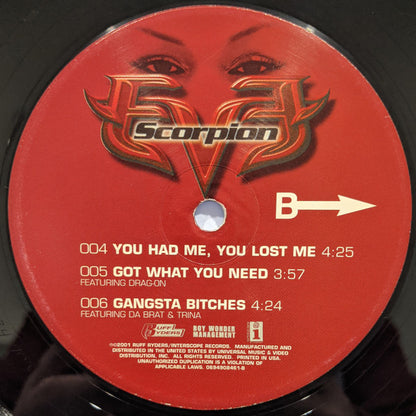 EVE
Scorpion
B
004 YOU HAD ME, YOU LOST ME 4:25
005 GOT WHAT YOU NEED 3:57
FEATURING DRAG-ON
006 GANGSTA BITCHES 4:24
FEATURING DA BRAT & TRINA
RUFF RYDERS
ROY WONDER MANAGEMENT
i
℗©2001 RUFF RYDERS/INTERSCOPE RECORDS. MANUFACTURED AND
DISTRIBUTED IN THE UNITED STATES BY UNIVERSAL MUSIC & VIDEO
DISTRIBUTION, INC. ALL RIGHTS RESERVED. PRINTED IN USA.
UNAUTHORIZED DUPLICATION IS A VIOLATION OF
APPLICABLE LAWS. 0694908461-B